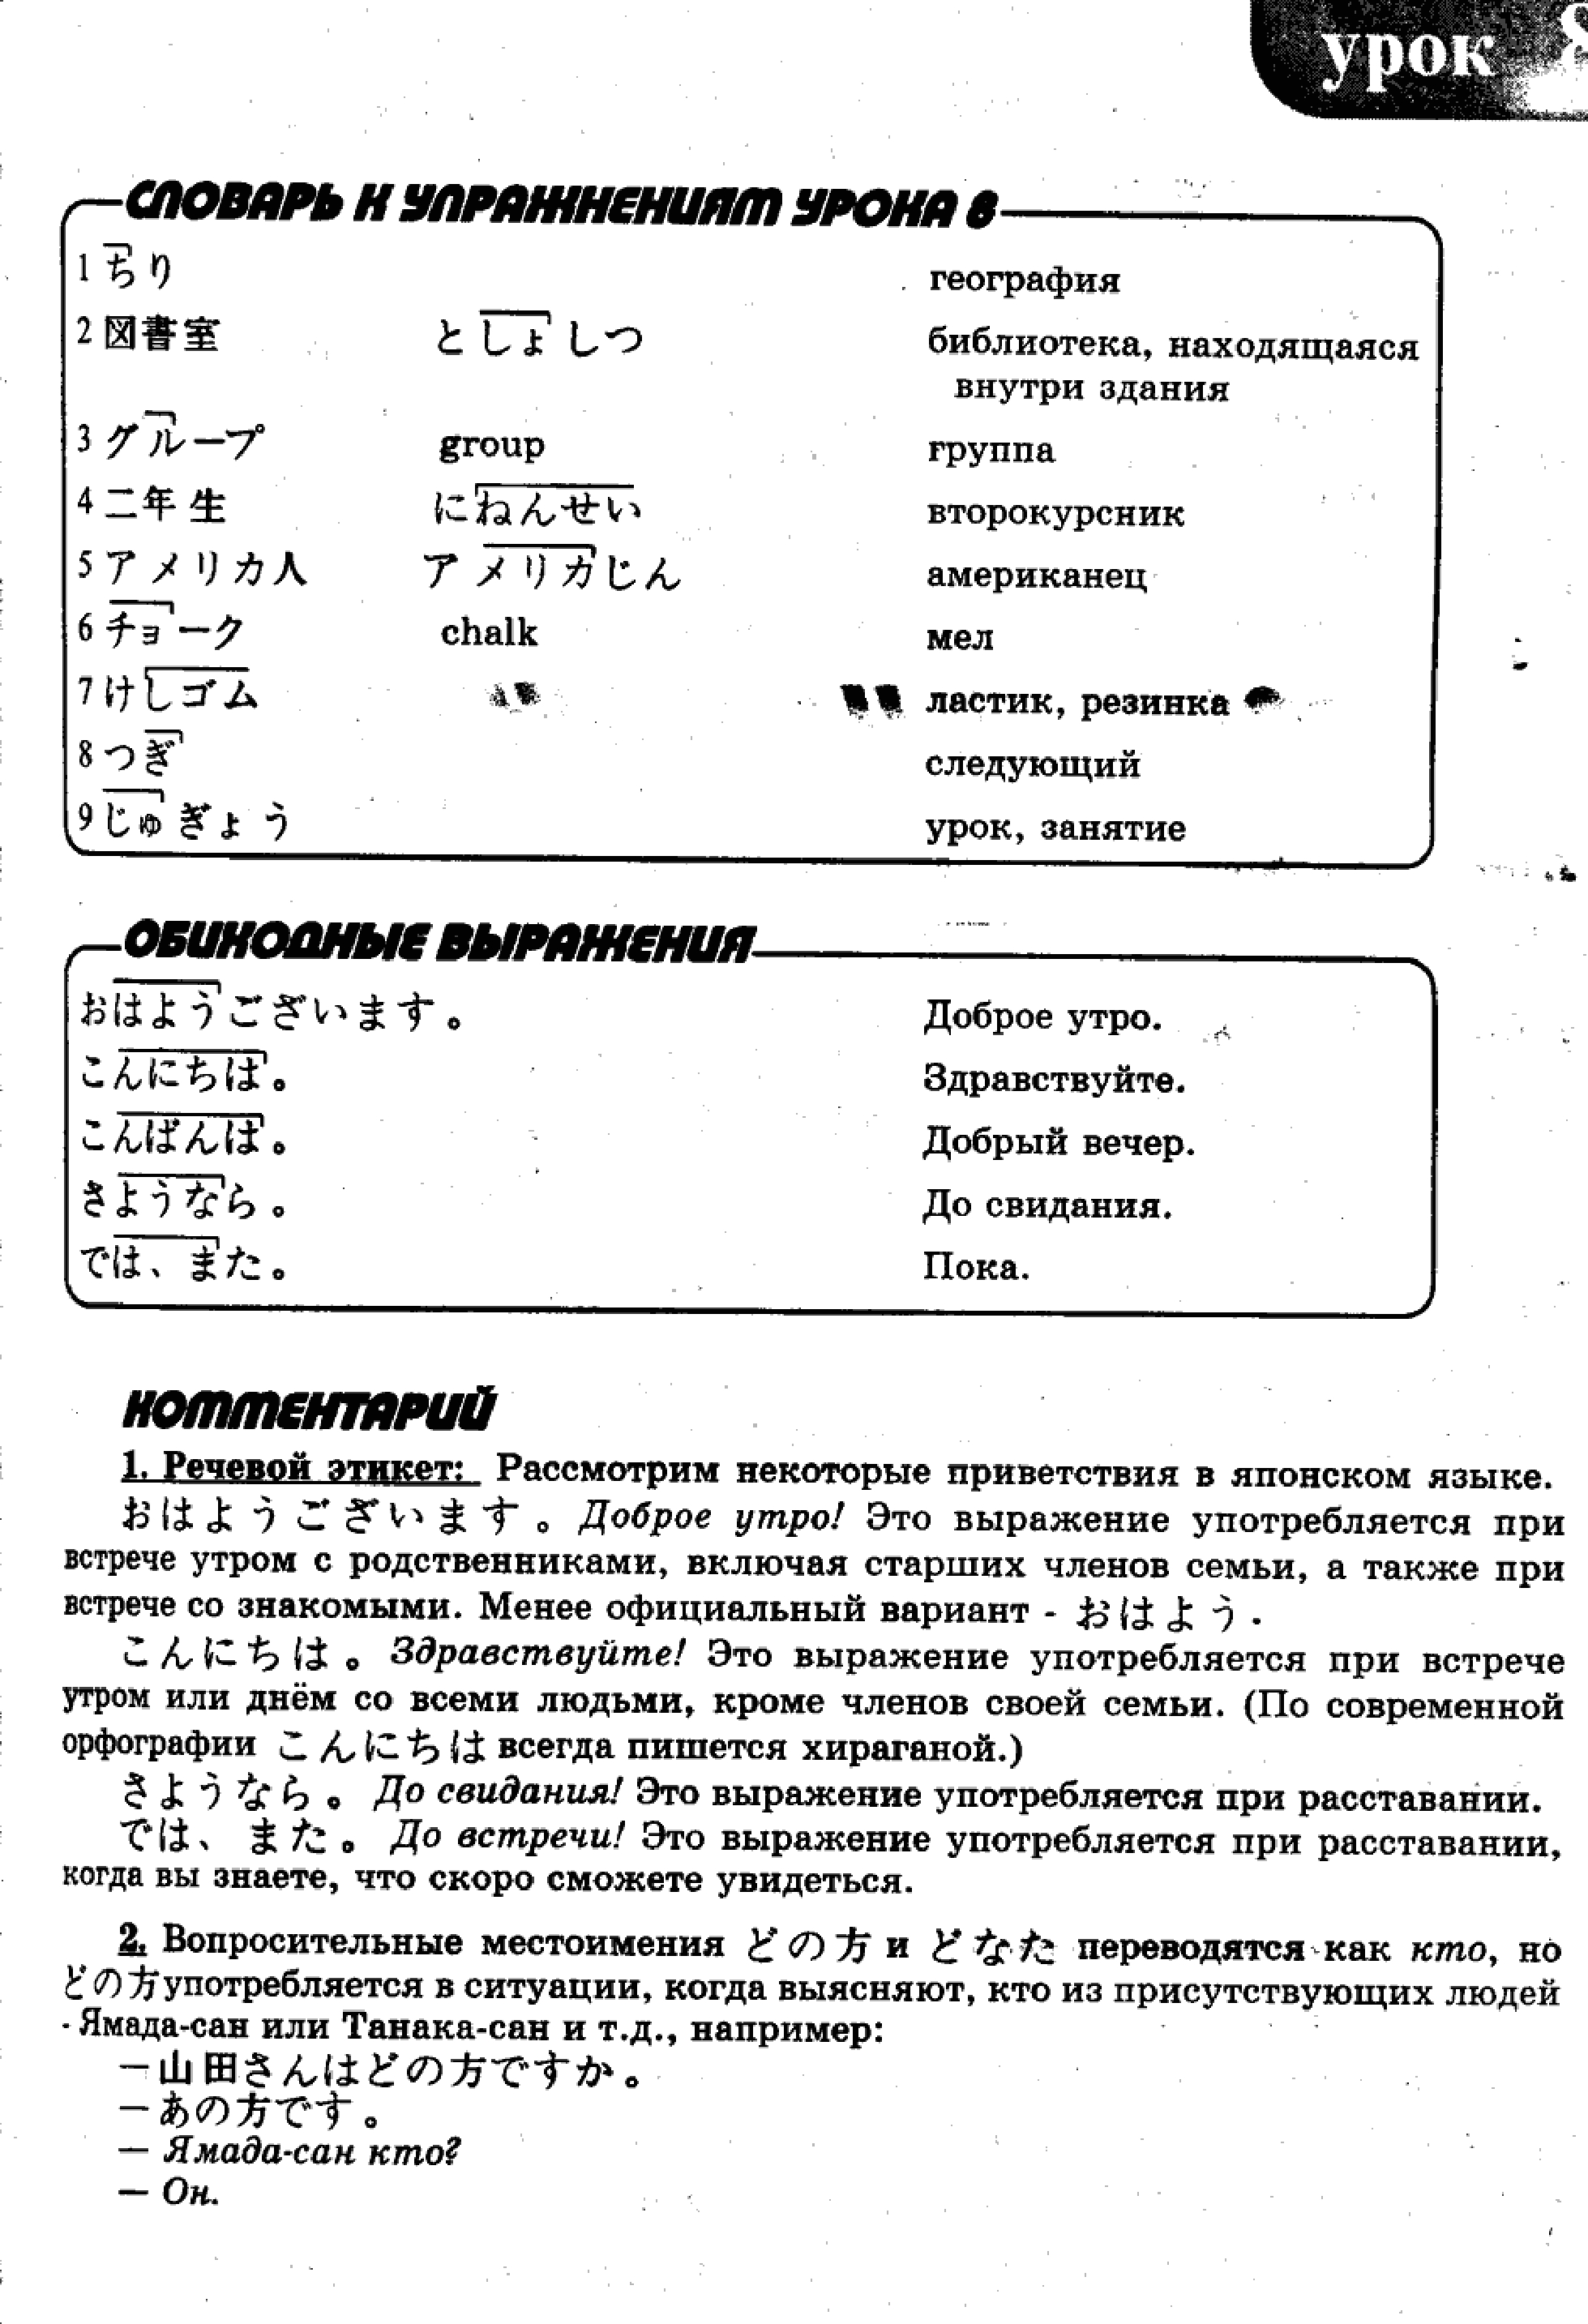 урок 8
СЛОВАРЬ К УПРАЖНЕНИЯМ УРОКА 8
1 ちり география
2 図書室 としょしつ библиотека, находящаяся
внутри здания
3 グループ group группа
4 二年生 にねんせい второкурсник
5 アメリカ人 アメリカじん американец
6 チョーク chalk мел
7 けしゴム ластик, резинка
8 つぎ следующий
9 じゅぎょう урок, занятие
ОБИХОДНЫЕ ВЫРАЖЕНИЯ
おはようございます。 Доброе утро.
こんにちは。 Здравствуйте.
こんばんは。 Добрый вечер.
さようなら。 До свидания.
では、また。 Пока.
КОММЕНТАРИЙ
1. Речевой этикет: Рассмотрим некоторые приветствия в японском языке.
おはようございます。Доброе утро! Это выражение употребляется при
встрече утром с родственниками, включая старших членов семьи, а также при
встрече со знакомыми. Менее официальный вариант - おはよう.
こんにちは。Здравствуйте! Это выражение употребляется при встрече
утром или днём со всеми людьми, кроме членов своей семьи. (По современной
орфографии こんにちは всегда пишется хираганой.)
さようなら。До свидания! Это выражение употребляется при расставании.
では、また。До встречи! Это выражение употребляется при расставании,
когда вы знаете, что скоро сможете увидеться.
2. Вопросительные местоимения どの方 и どなた переводятся как кто, но
どの方 употребляется в ситуации, когда выясняют, кто из присутствующих людей
- Ямада-сан или Танака-сан и т.д., например:
—山田さんはどの方ですか。
—あの方です。
— Ямада-сан кто?
— Он.